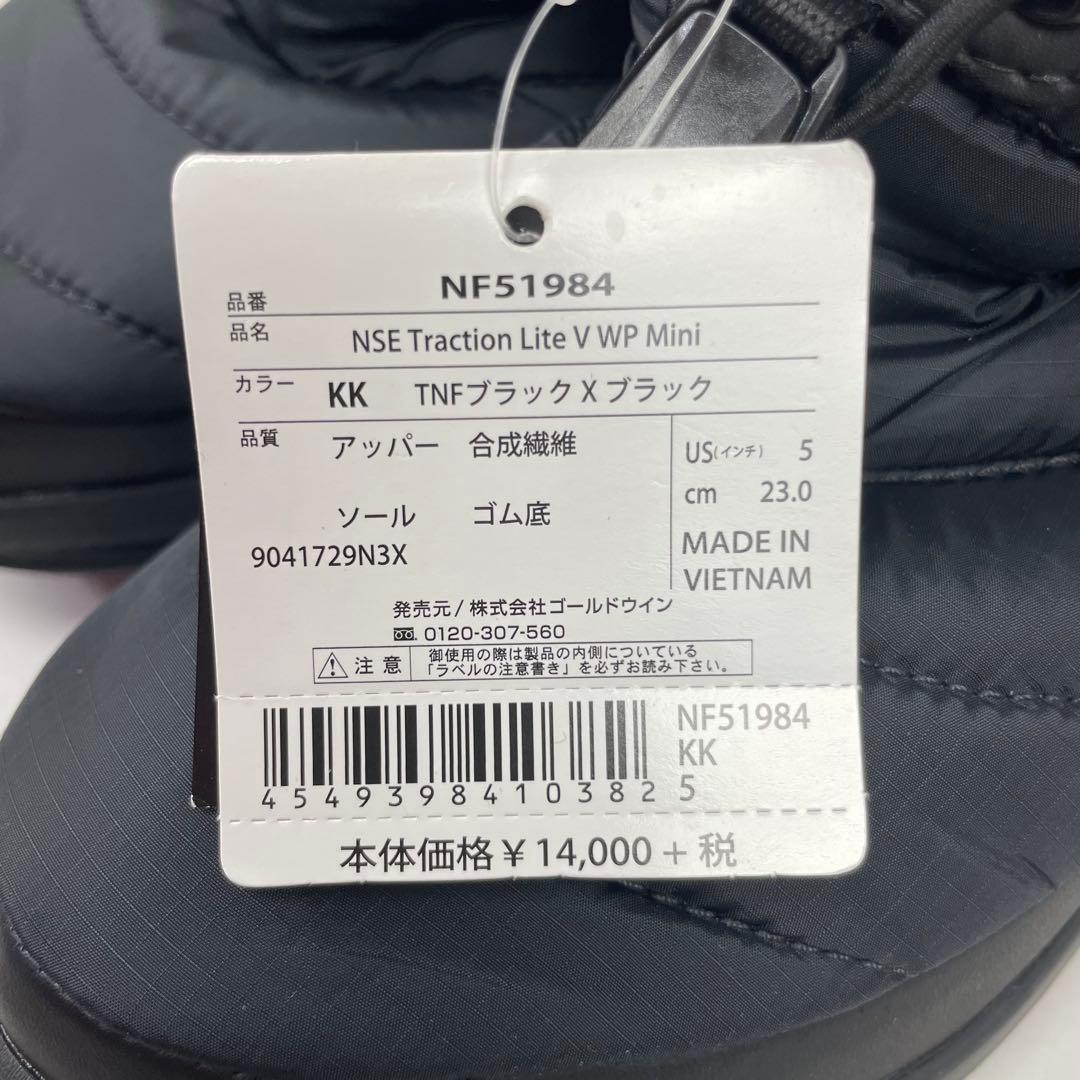 品番 NF51984
品名 NSE Traction Lite V WP Mini
カラー KK TNFブラック X ブラック
品質 アッパー 合成繊維
ソール ゴム底
9041729N3X
US(インチ) 5
cm 23.0
MADE IN
VIETNAM
発売元/株式会社ゴールドウイン
0120-307-560
注意 御使用の際は製品の内側についている
「ラベルの注意書き」を必ずお読み下さい。
4549398410382
NF51984
KK
5
本体価格¥14,000+税